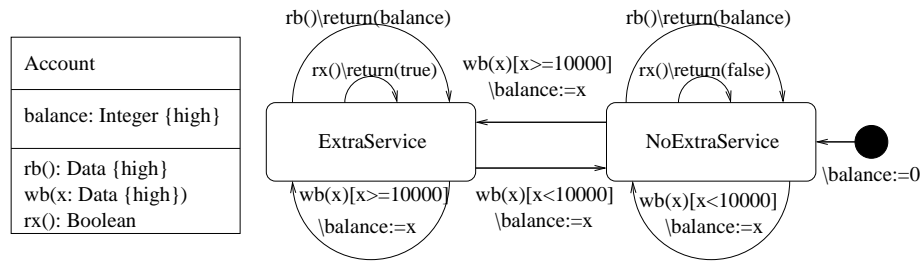 Account
balance: Integer {high}
rb(): Data {high}
wb(x: Data {high})
rx(): Boolean
rb()\return(balance)
rx()\return(true)
ExtraService
wb(x)[x>=10000]
\balance:=x
wb(x)[x>=10000]
\balance:=x
wb(x)[x<10000]
\balance:=x
rb()\return(balance)
rx()\return(false)
NoExtraService
wb(x)[x<10000]
\balance:=x
\balance:=0